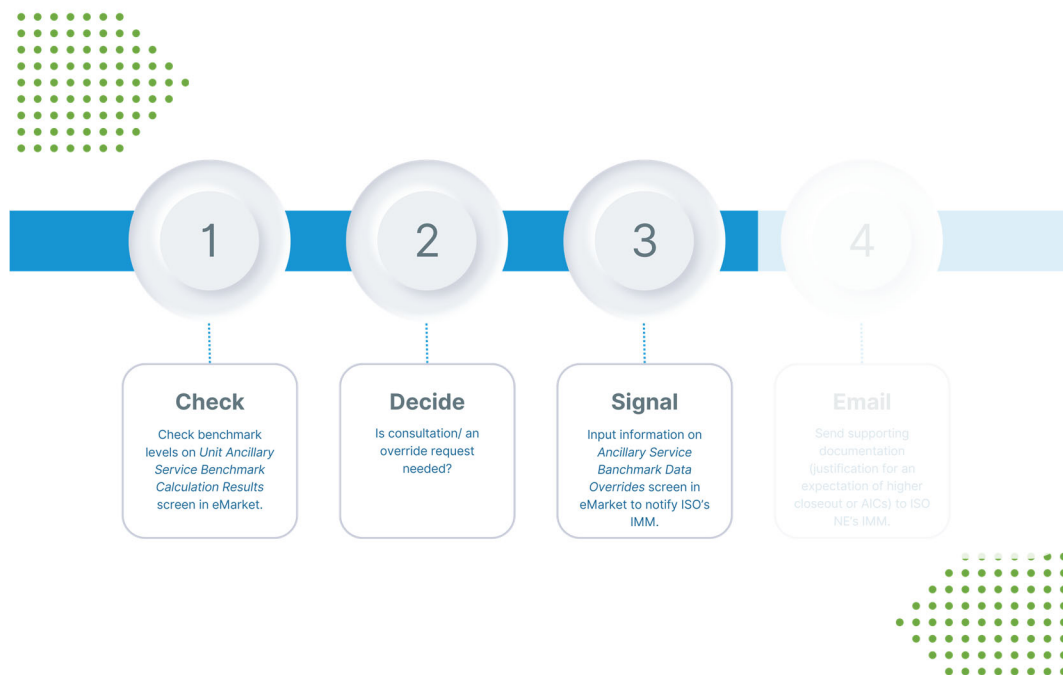 1
2
3
4
Check
Check benchmark
levels on Unit Ancillary
Service Benchmark
Calculation Results
screen in eMarket.
Decide
Is consultation/ an
override request
needed?
Signal
Input information on
Ancillary Service
Banchmark Data
Overrides screen in
eMarket to notify ISO's
IMM.
Email
Send supporting
documentation
(justification for an
expectation of higher
closeout or AICs) to ISO
NE's IMM.